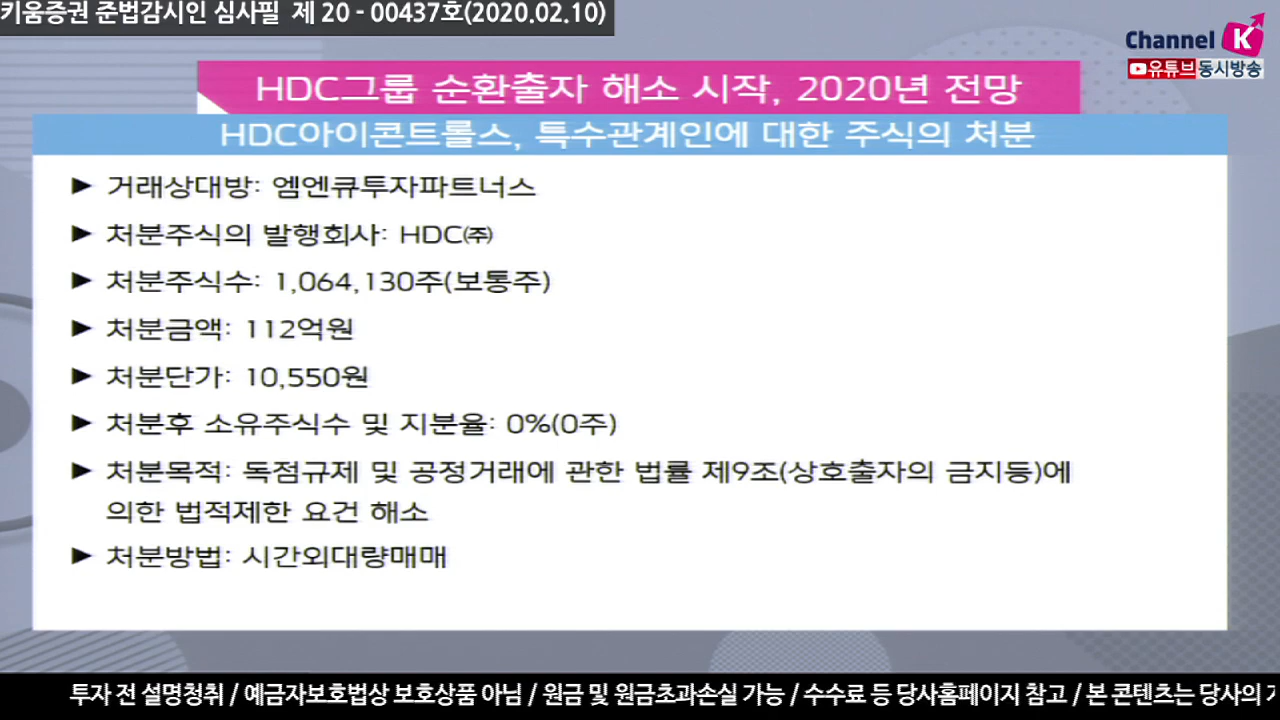 키움증권 준법감시인 심사필 제 20 - 00437호(2020.02.10)
Channel K
유튜브동시방송
HDC그룹 순환출자 해소 시작, 2020년 전망
HDC아이콘트롤스, 특수관계인에 대한 주식의 처분
▶ 거래상대방: 엠엔큐투자파트너스
▶ 처분주식의 발행회사: HDC㈜
▶ 처분주식수: 1,064,130주(보통주)
▶ 처분금액: 112억원
▶ 처분단가: 10,550원
▶ 처분후 소유주식수 및 지분율: 0%(0주)
▶ 처분목적: 독점규제 및 공정거래에 관한 법률 제9조(상호출자의 금지등)에
의한 법적제한 요건 해소
▶ 처분방법: 시간외대량매매
투자 전 설명청취 / 예금자보호법상 보호상품 아님 / 원금 및 원금초과손실 가능 / 수수료 등 당사홈페이지 참고 / 본 콘텐츠는 당사의